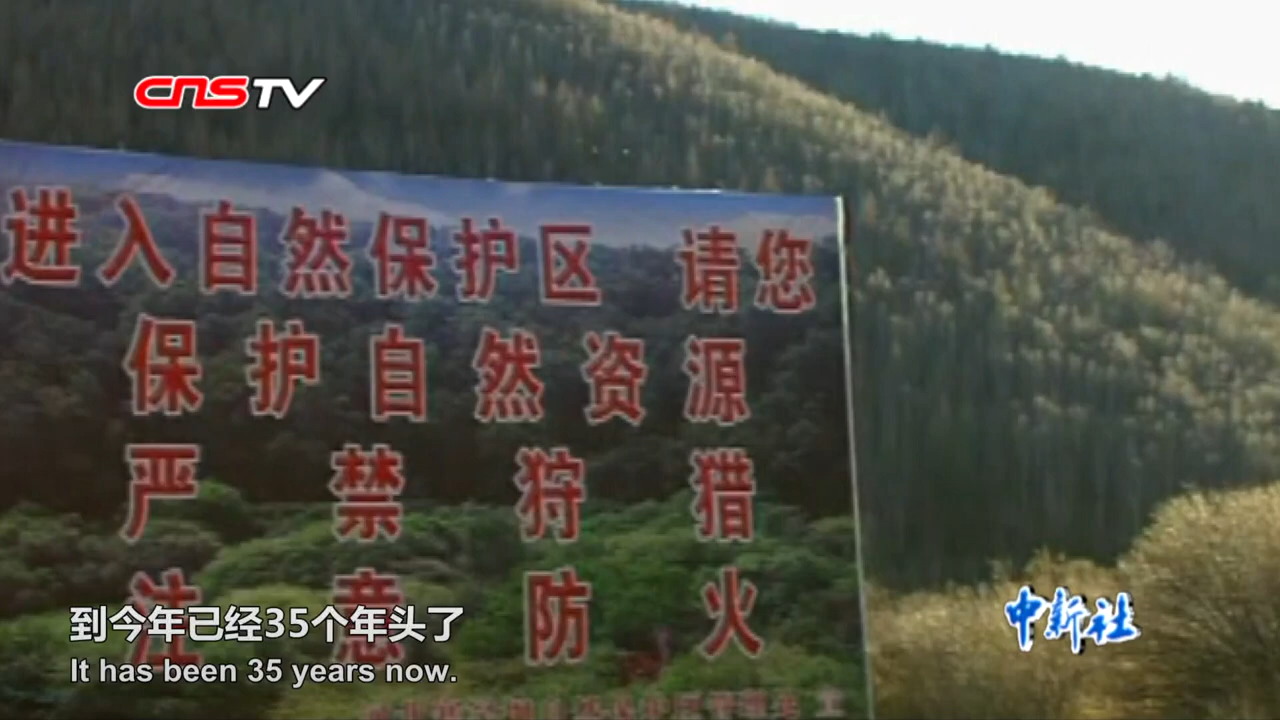 CNSTV
进入自然保护区 请您
保护自然资源
严禁狩猎
注意防火
到今年已经35个年头了
It has been 35 years now.
中新社